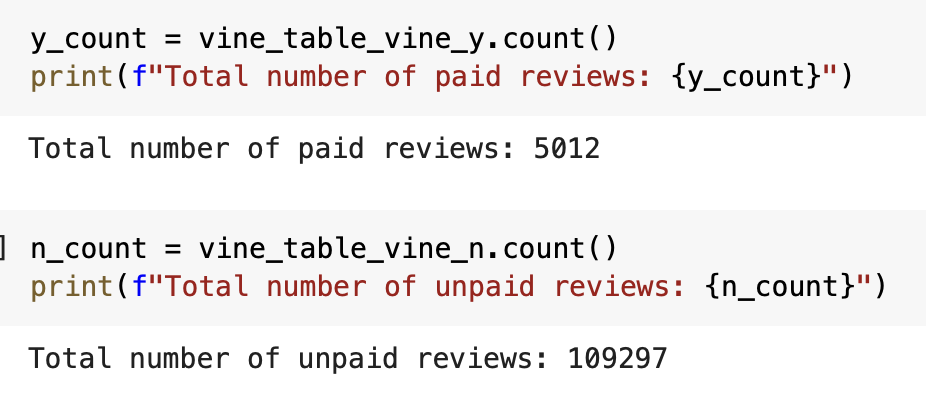 y_count = vine_table_vine_y.count()
print(f"Total number of paid reviews: {y_count}")
Total number of paid reviews: 5012
] n_count = vine_table_vine_n.count()
print(f"Total number of unpaid reviews: {n_count}")
Total number of unpaid reviews: 109297